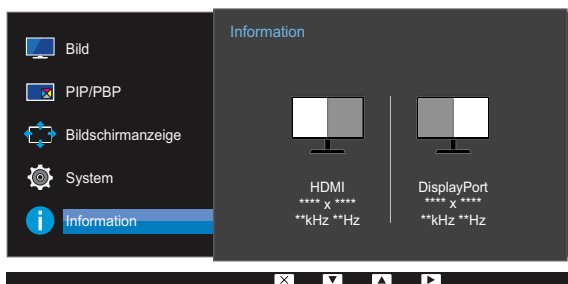 Bild
PIP/PBP
Bildschirmanzeige
System
Information
Information
HDMI
**** x ****
**kHz **Hz
DisplayPort
**** x ****
**kHz **Hz